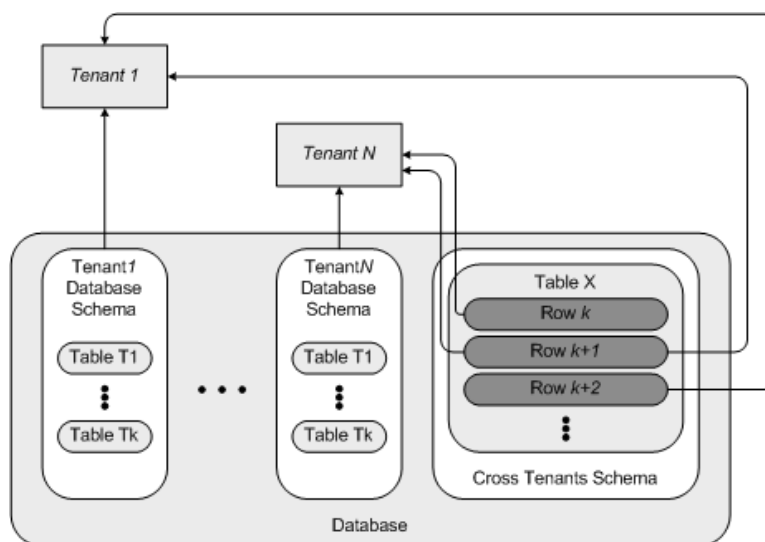 Tenant 1
Tenant N
Tenant1
Database
Schema
Table T1
Table Tk
TenantN
Database
Schema
Table T1
Table Tk
Table X
Row k
Row k+1
Row k+2
Cross Tenants Schema
Database